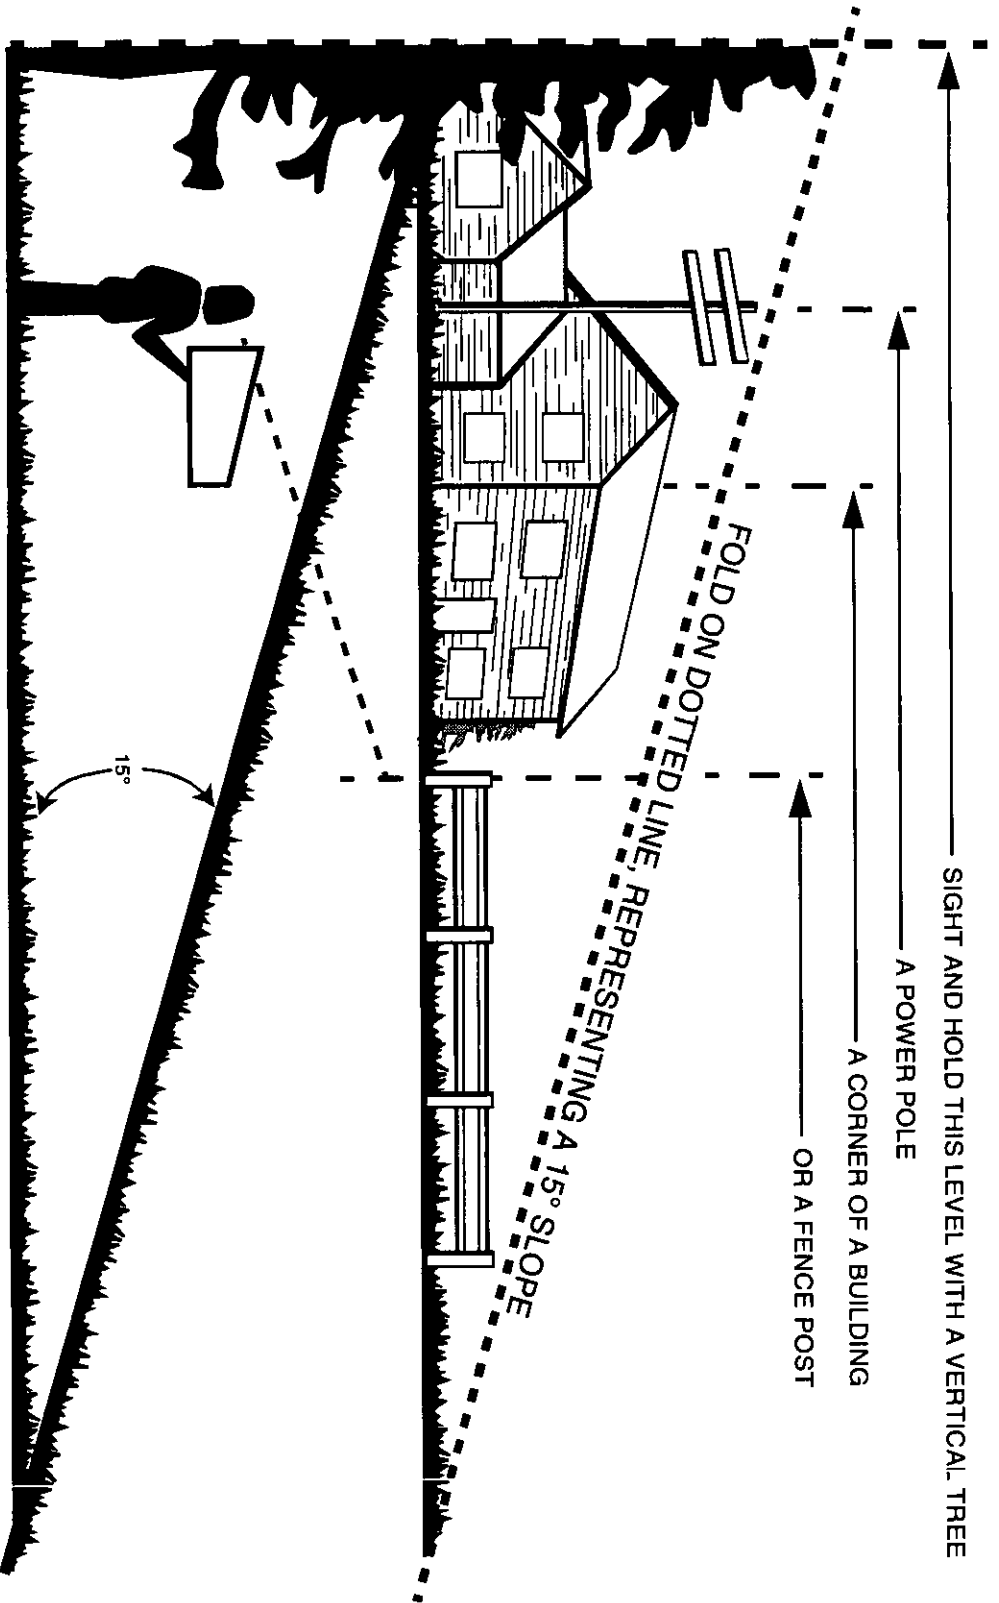 SIGHT AND HOLD THIS LEVEL WITH A VERTICAL TREE
A POWER POLE
A CORNER OF A BUILDING
OR A FENCE POST
FOLD ON DOTTED LINE, REPRESENTING A 15° SLOPE
15°